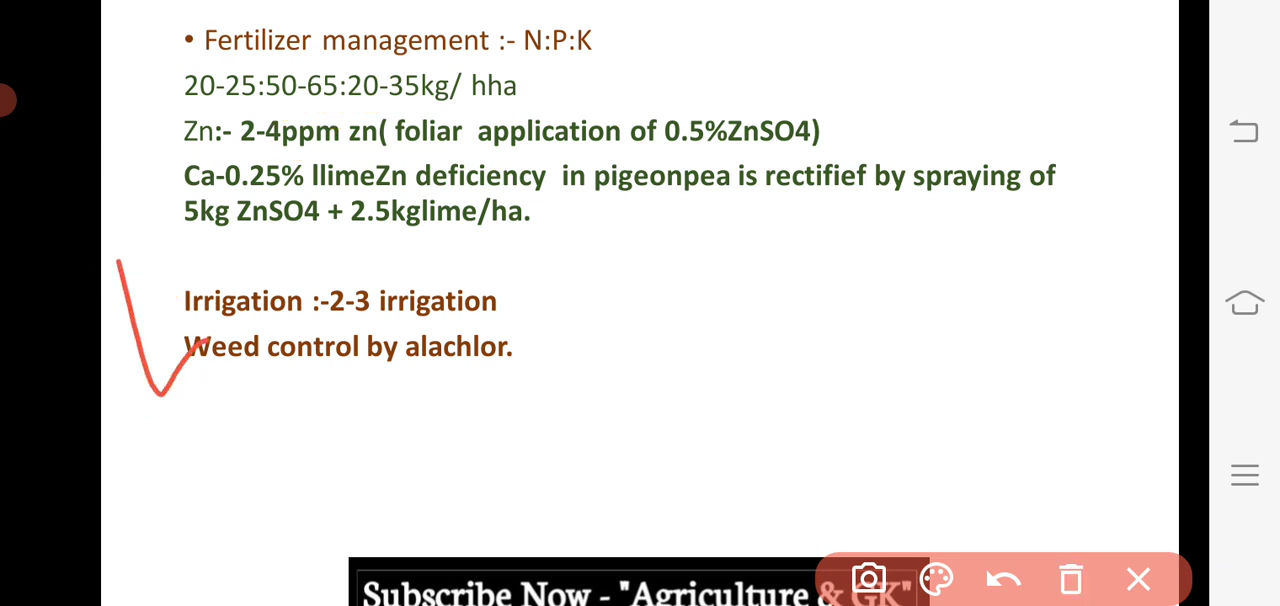 • Fertilizer management :- N:P:K
20-25:50-65:20-35kg/ hha
Zn:- 2-4ppm zn( foliar application of 0.5%ZnSO4)
Ca-0.25% llimeZn deficiency in pigeonpea is rectifief by spraying of
5kg ZnSO4 + 2.5kglime/ha.
Irrigation :-2-3 irrigation
Weed control by alachlor.
Subscribe Now - "Agriculture & GK"